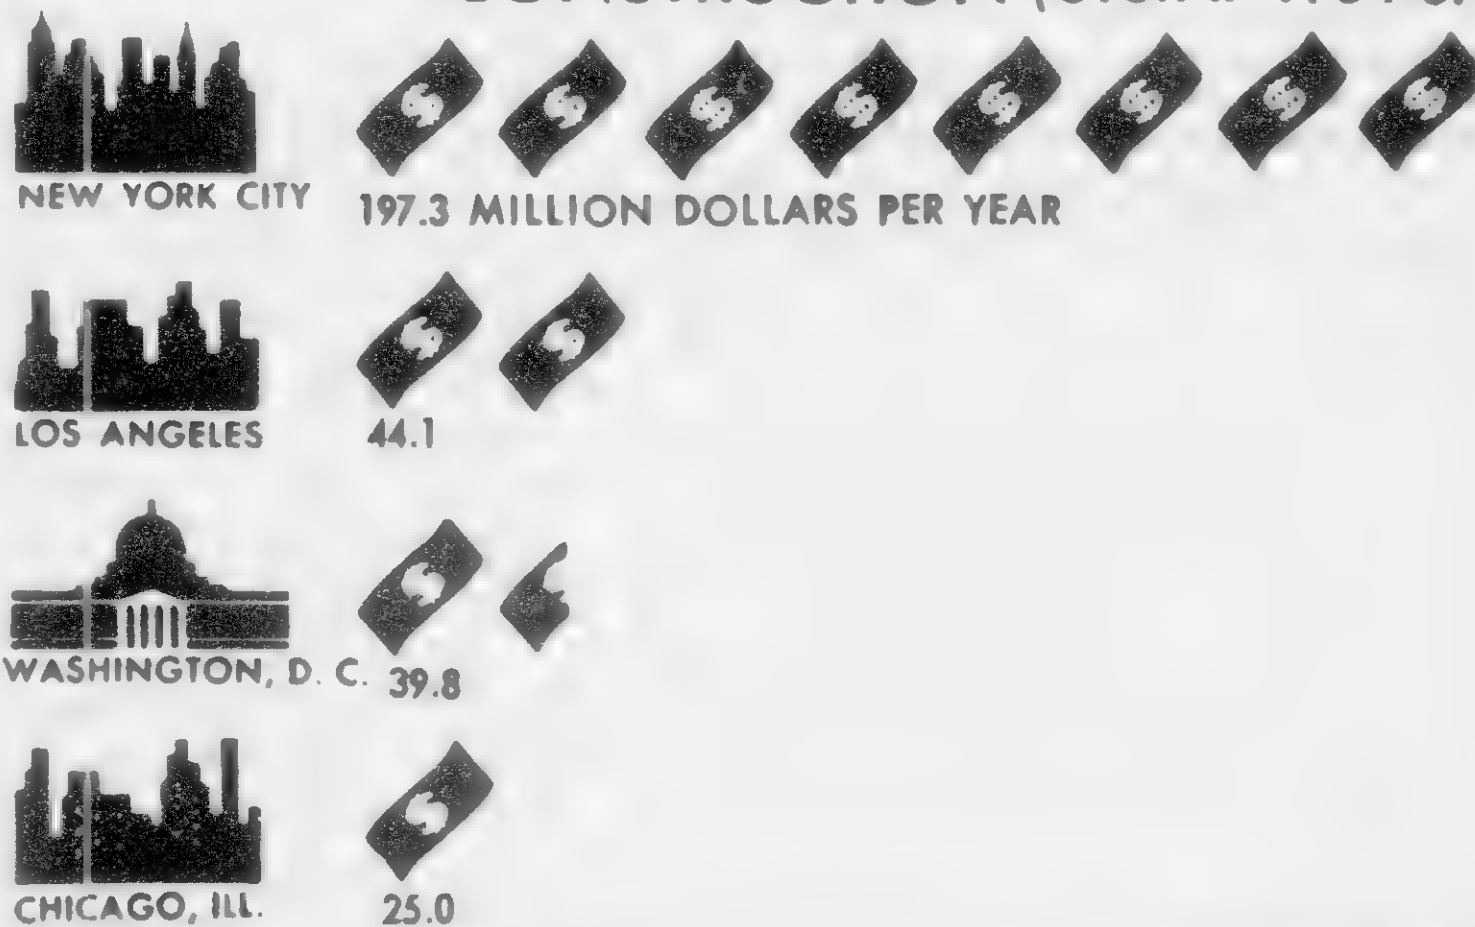 NEW YORK CITY
197.3 MILLION DOLLARS PER YEAR
LOS ANGELES
44.1
WASHINGTON, D. C.
39.8
CHICAGO, ILL.
25.0